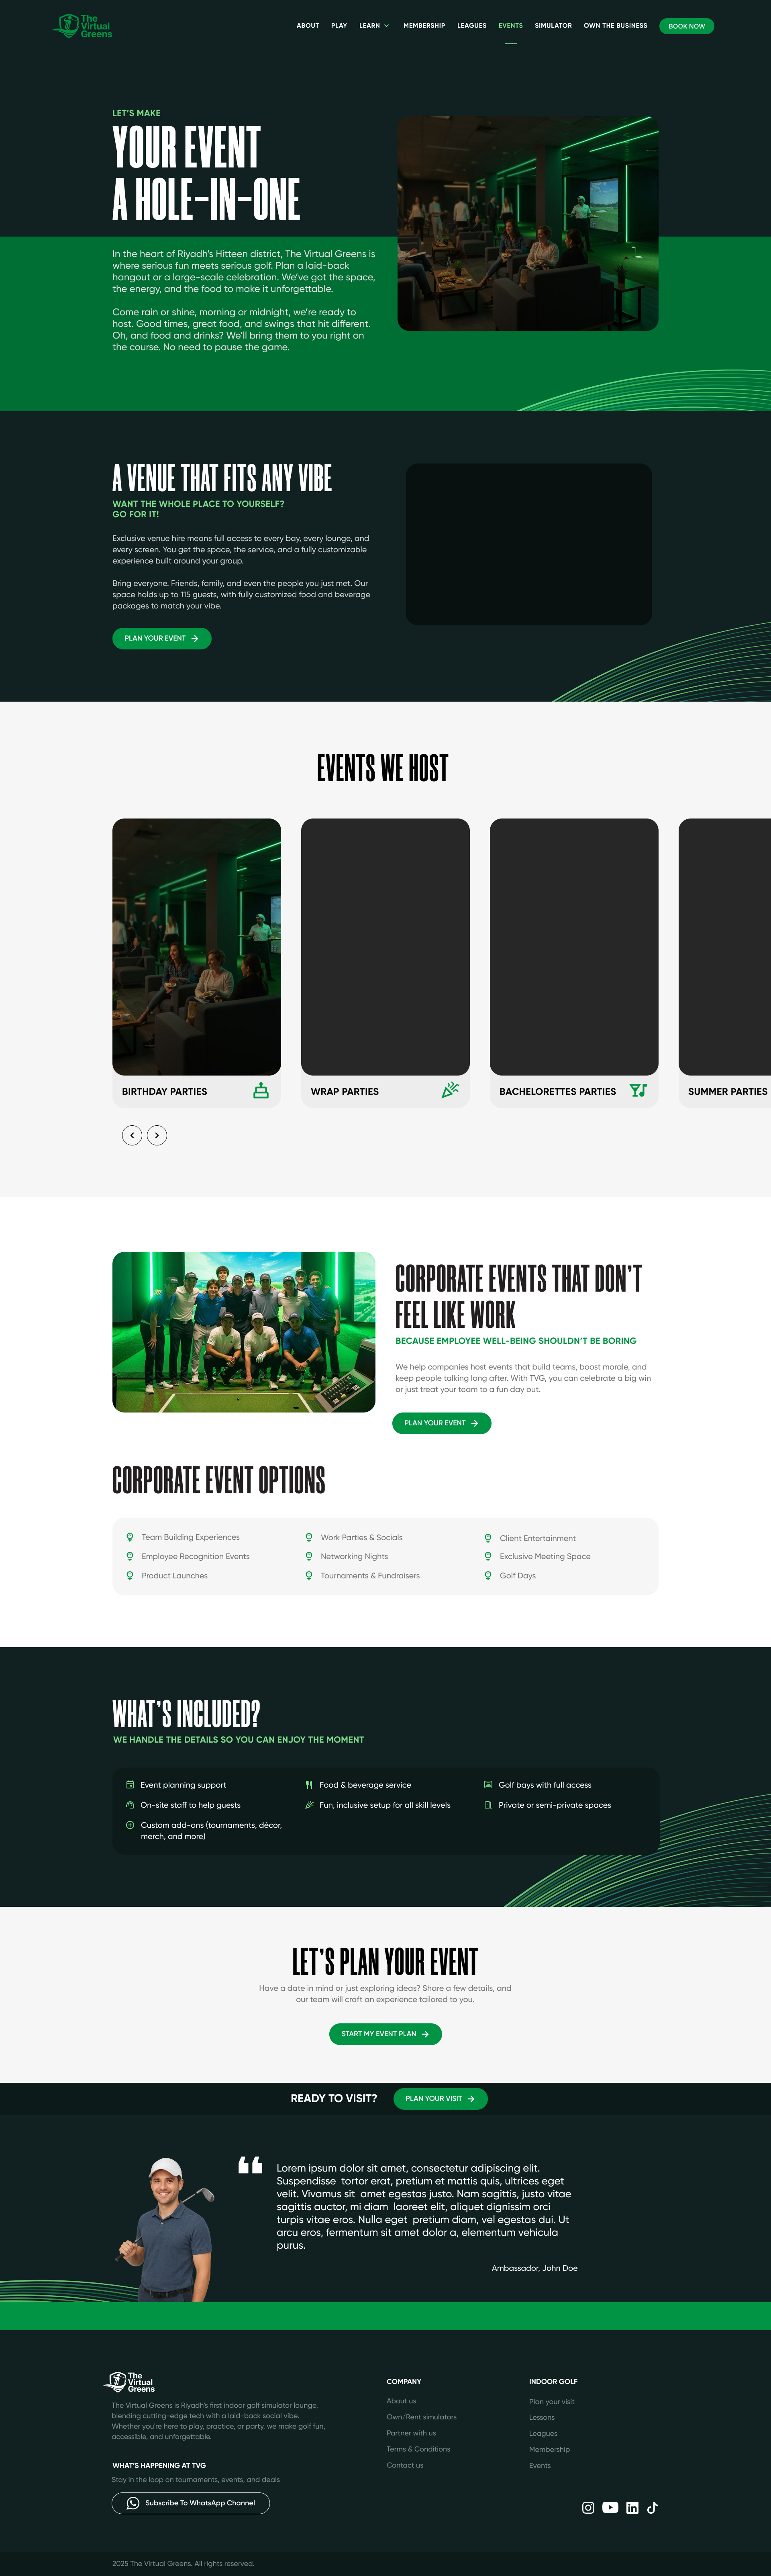 The
Virtual
Greens
ABOUT PLAY LEARN MEMBERSHIP LEAGUES EVENTS SIMULATOR OWN THE BUSINESS BOOK NOW
LET'S MAKE
YOUR EVENT
A HOLE-IN-ONE
In the heart of Riyadh's Hitteen district, The Virtual Greens is
where serious fun meets serious golf. Plan a laid-back
hangout or a large-scale celebration. We've got the space,
the energy, and the food to make it unforgettable.
Come rain or shine, morning or midnight, we're ready to
host. Good times, great food, and swings that hit different.
Oh, and food and drinks? We'll bring them to you right on
the course. No need to pause the game.
A VENUE THAT FITS ANY VIBE
WANT THE WHOLE PLACE TO YOURSELF?
GO FOR IT!
Exclusive venue hire means full access to every bay, every lounge, and
every screen. You get the space, the service, and a fully customizable
experience built around your group.
Bring everyone. Friends, family, and even the people you just met. Our
space holds up to 115 guests, with fully customized food and beverage
packages to match your vibe.
PLAN YOUR EVENT
EVENTS WE HOST
BIRTHDAY PARTIES
WRAP PARTIES
BACHELORETTES PARTIES
SUMMER PARTIES
CORPORATE EVENTS THAT DON'T
FEEL LIKE WORK
BECAUSE EMPLOYEE WELL-BEING SHOULDN'T BE BORING
We help companies host events that build teams, boost morale, and
keep people talking long after. With TVG, you can celebrate a big win
or just treat your team to a fun day out.
PLAN YOUR EVENT
CORPORATE EVENT OPTIONS
Team Building Experiences
Work Parties & Socials
Client Entertainment
Employee Recognition Events
Networking Nights
Exclusive Meeting Space
Product Launches
Tournaments & Fundraisers
Golf Days
WHAT'S INCLUDED?
WE HANDLE THE DETAILS SO YOU CAN ENJOY THE MOMENT
Event planning support
Food & beverage service
Golf bays with full access
On-site staff to help guests
Fun, inclusive setup for all skill levels
Private or semi-private spaces
Custom add-ons (tournaments, décor,
merch, and more)
LET'S PLAN YOUR EVENT
Have a date in mind or just exploring ideas? Share a few details, and
our team will craft an experience tailored to you.
START MY EVENT PLAN
READY TO VISIT?
PLAN YOUR VISIT
Lorem ipsum dolor sit amet, consectetur adipiscing elit.
Suspendisse tortor erat, pretium et mattis quis, ultrices eget
velit. Vivamus sit amet egestas justo. Nam sagittis, justo vitae
sagittis auctor, mi diam laoreet elit, aliquet dignissim orci
turpis vitae eros. Nulla eget pretium diam, vel egestas dui. Ut
arcu eros, fermentum sit amet dolor a, elementum vehicula
purus.
Ambassador, John Doe
The
Virtual
Greens
The Virtual Greens is Riyadh's first indoor golf simulator lounge,
blending cutting-edge tech with a laid-back social vibe.
Whether you're here to play, practice, or party, we make golf fun,
accessible, and unforgettable.
WHAT'S HAPPENING AT TVG
Stay in the loop on tournaments, events, and deals
Subscribe To WhatsApp Channel
COMPANY
About us
Own/Rent simulators
Partner with us
Terms & Conditions
Contact us
INDOOR GOLF
Plan your visit
Lessons
Leagues
Membership
Events
2025 The Virtual Greens. All rights reserved.